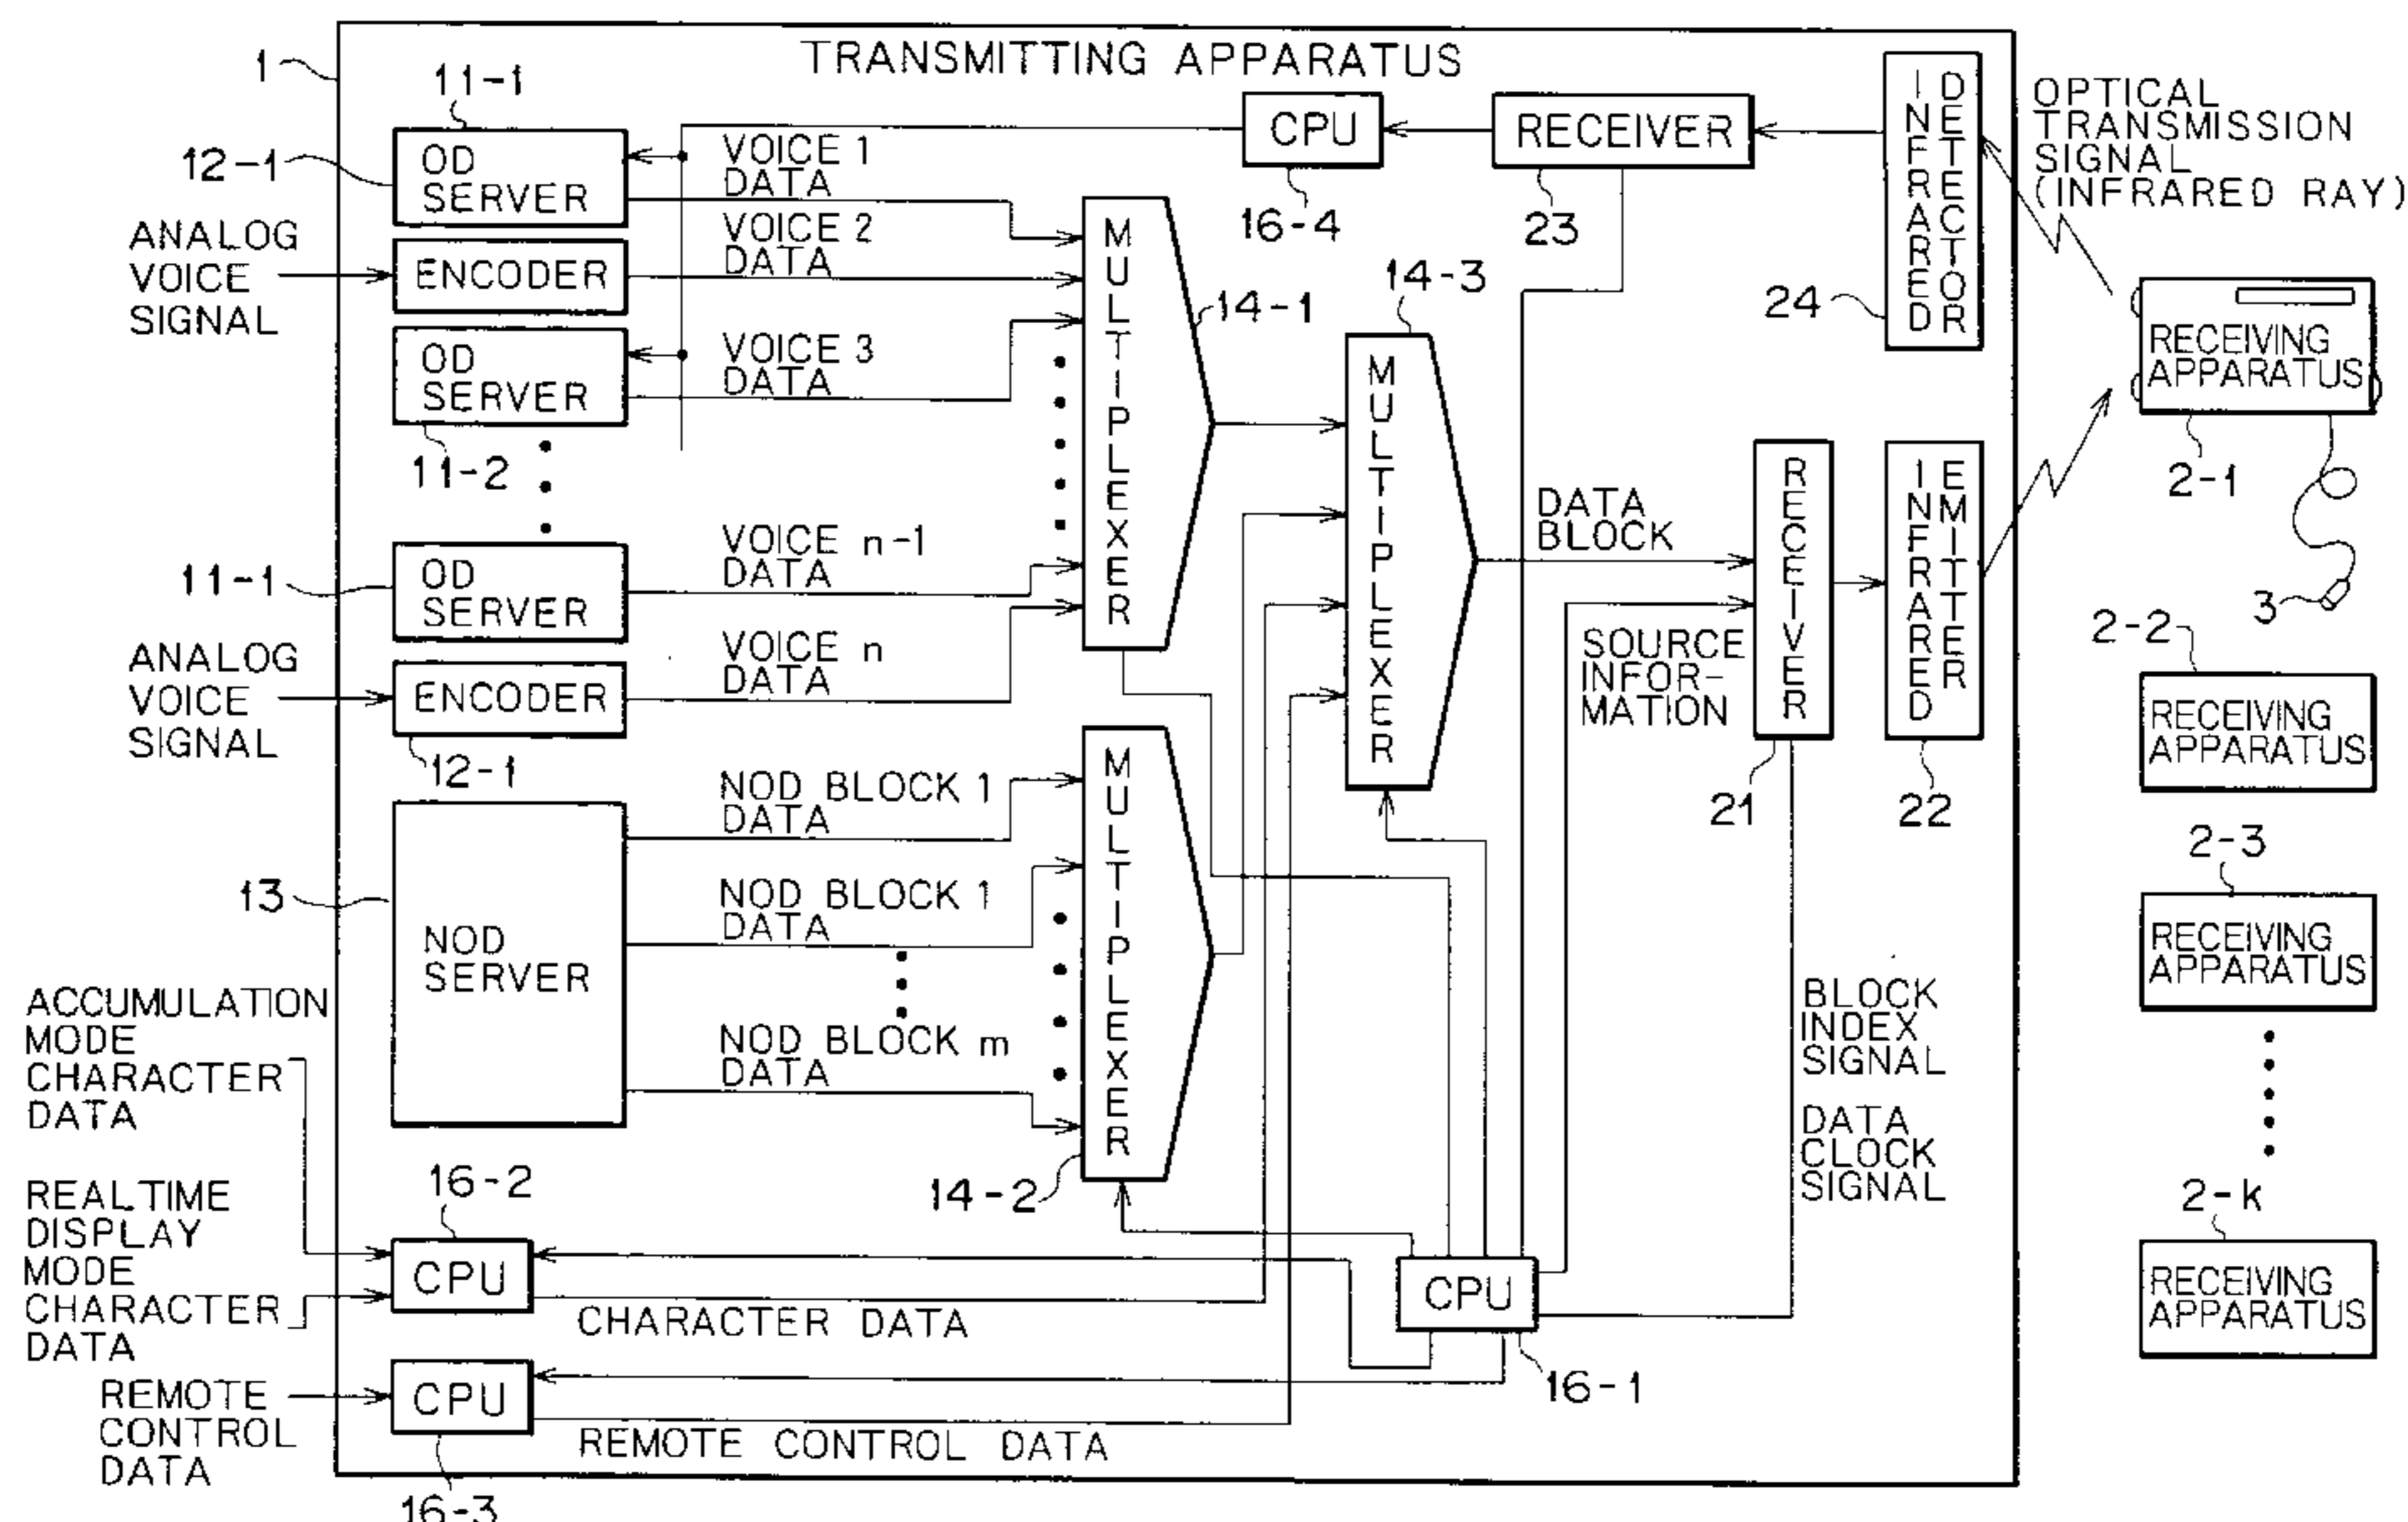 TRANSMITTING APPARATUS
1
11-1
12-1
OD
SERVER
VOICE 1
DATA
CPU
16-4
RECEIVER
23
INFRARED
DETECTOR
24
OPTICAL
TRANSMISSION
SIGNAL
(INFRARED RAY)
ANALOG
VOICE
SIGNAL
ENCODER
VOICE 2
DATA
OD
SERVER
11-2
VOICE 3
DATA
MULTIPLEXER
14-1
14-3
MULTIPLEXER
RECEIVING
APPARATUS
2-1
3
11-1
OD
SERVER
VOICE n-1
DATA
DATA
BLOCK
RECEIVER
21
INFRARED
EMITTER
22
SOURCE
INFOR-
MATION
ANALOG
VOICE
SIGNAL
ENCODER
12-1
VOICE n
DATA
2-2
RECEIVING
APPARATUS
13
NOD
SERVER
NOD BLOCK 1
DATA
NOD BLOCK 1
DATA
NOD BLOCK m
DATA
MULTIPLEXER
14-2
2-3
RECEIVING
APPARATUS
BLOCK
INDEX
SIGNAL
DATA
CLOCK
SIGNAL
ACCUMULATION
MODE
CHARACTER
DATA
REALTIME
DISPLAY
MODE
CHARACTER
DATA
16-2
CPU
CHARACTER DATA
CPU
16-1
2-k
RECEIVING
APPARATUS
REMOTE
CONTROL
DATA
CPU
16-3
REMOTE CONTROL DATA